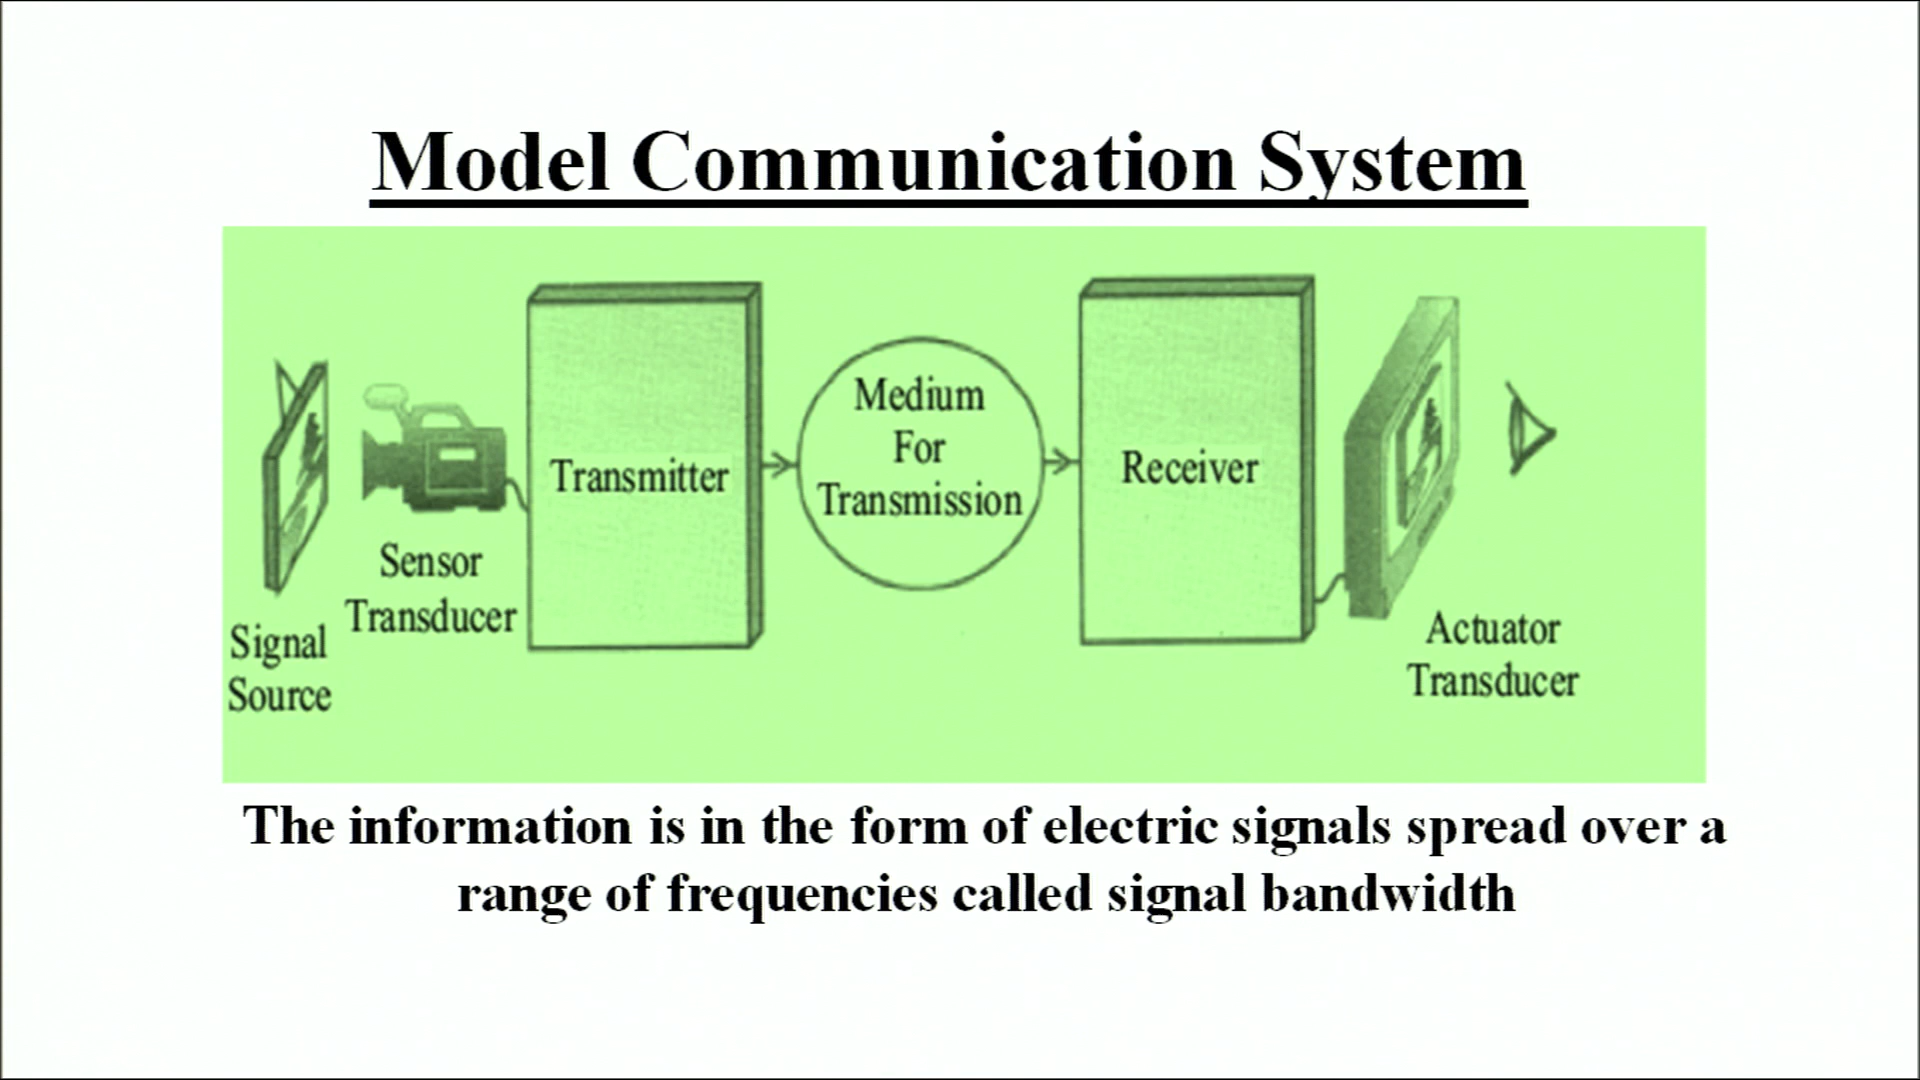 Model Communication System
Signal
Source
Sensor
Transducer
Transmitter
Medium
For
Transmission
Receiver
Actuator
Transducer
The information is in the form of electric signals spread over a
range of frequencies called signal bandwidth